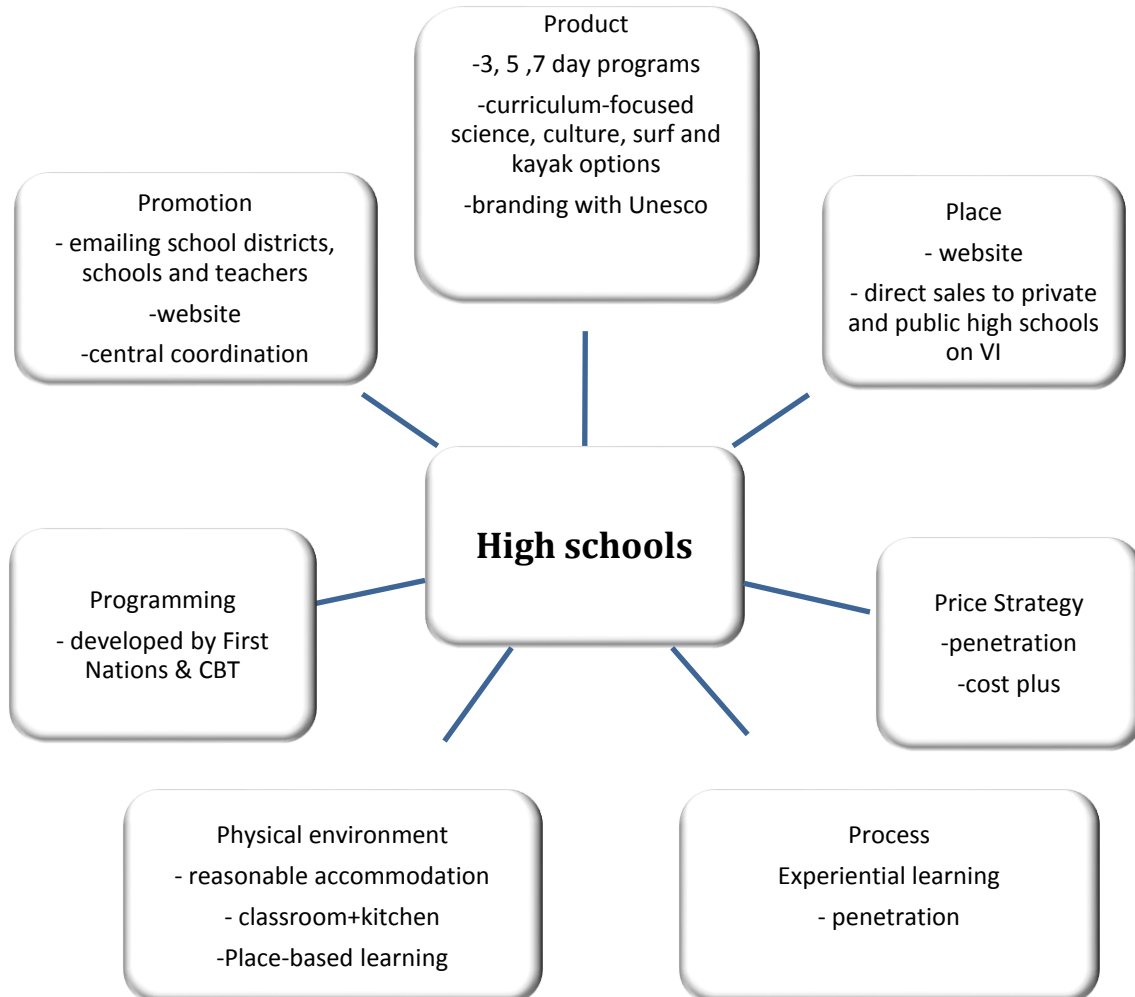 Product
-3, 5 ,7 day programs
-curriculum-focused
science, culture, surf and
kayak options
-branding with Unesco
Promotion
- emailing school districts,
schools and teachers
-website
-central coordination
Place
- website
- direct sales to private
and public high schools
on VI
High schools
Programming
- developed by First
Nations & CBT
Price Strategy
-penetration
-cost plus
Physical environment
- reasonable accommodation
- classroom+kitchen
-Place-based learning
Process
Experiential learning
- penetration